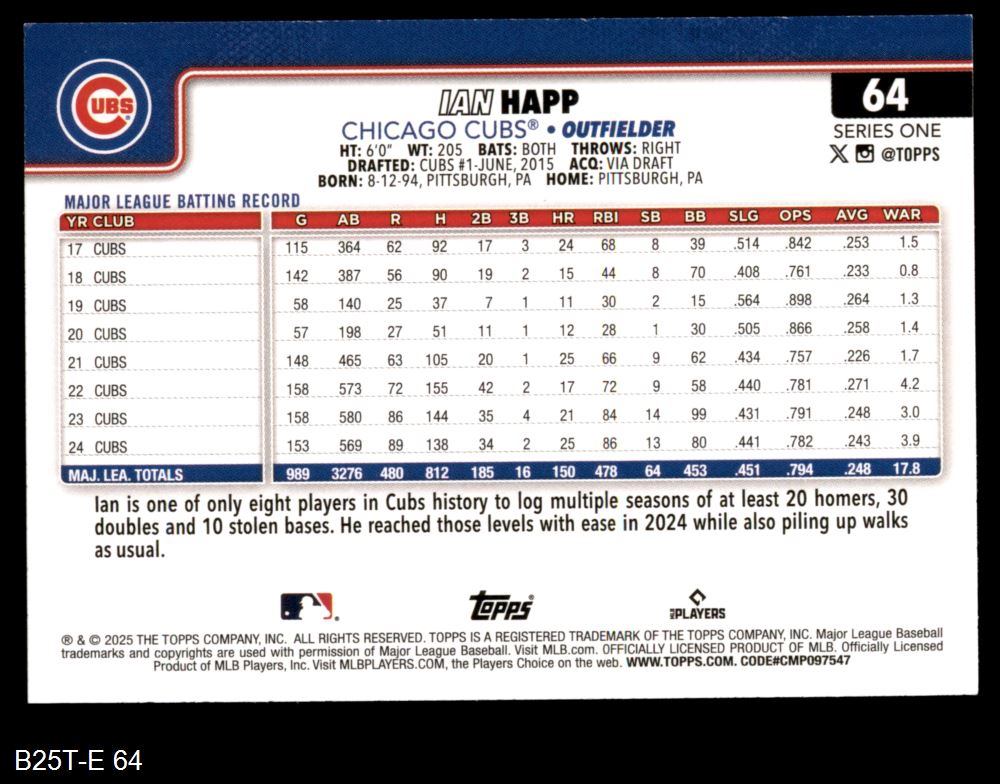 CUBS
64
IAN HAPP
CHICAGO CUBS® • OUTFIELDER
SERIES ONE
@TOPPS
HT: 6'0" WT: 205 BATS: BOTH THROWS: RIGHT
DRAFTED: CUBS #1-JUNE, 2015 ACQ: VIA DRAFT
BORN: 8-12-94, PITTSBURGH, PA HOME: PITTSBURGH, PA
MAJOR LEAGUE BATTING RECORD
YR CLUB G AB R H 2B 3B HR RBI SB BB SLG OPS AVG WAR
17 CUBS 115 364 62 92 17 3 24 68 8 39 .514 .842 .253 1.5
18 CUBS 142 387 56 90 19 2 15 44 8 70 .408 .761 .233 0.8
19 CUBS 58 140 25 37 7 1 11 30 2 15 .564 .898 .264 1.3
20 CUBS 57 198 27 51 11 1 12 28 1 30 .505 .866 .258 1.4
21 CUBS 148 465 63 105 20 1 25 66 9 62 .434 .757 .226 1.7
22 CUBS 158 573 72 155 42 2 17 72 9 58 .440 .781 .271 4.2
23 CUBS 158 580 86 144 35 4 21 84 14 99 .431 .791 .248 3.0
24 CUBS 153 569 89 138 34 2 25 86 13 80 .441 .782 .243 3.9
MAJ. LEA. TOTALS 989 3276 480 812 185 16 150 478 64 453 .451 .794 .248 17.8
Ian is one of only eight players in Cubs history to log multiple seasons of at least 20 homers, 30
doubles and 10 stolen bases. He reached those levels with ease in 2024 while also piling up walks
as usual.
Topps®
MLB PLAYERS
® & © 2025 THE TOPPS COMPANY, INC. ALL RIGHTS RESERVED. TOPPS IS A REGISTERED TRADEMARK OF THE TOPPS COMPANY, INC. Major League Baseball
trademarks and copyrights are used with permission of Major League Baseball. Visit MLB.com. OFFICIALLY LICENSED PRODUCT OF MLB. Officially Licensed
Product of MLB Players, Inc. Visit MLBPLAYERS.COM, the Players Choice on the web. WWW.TOPPS.COM. CODE#CMP097547
B25T-E 64